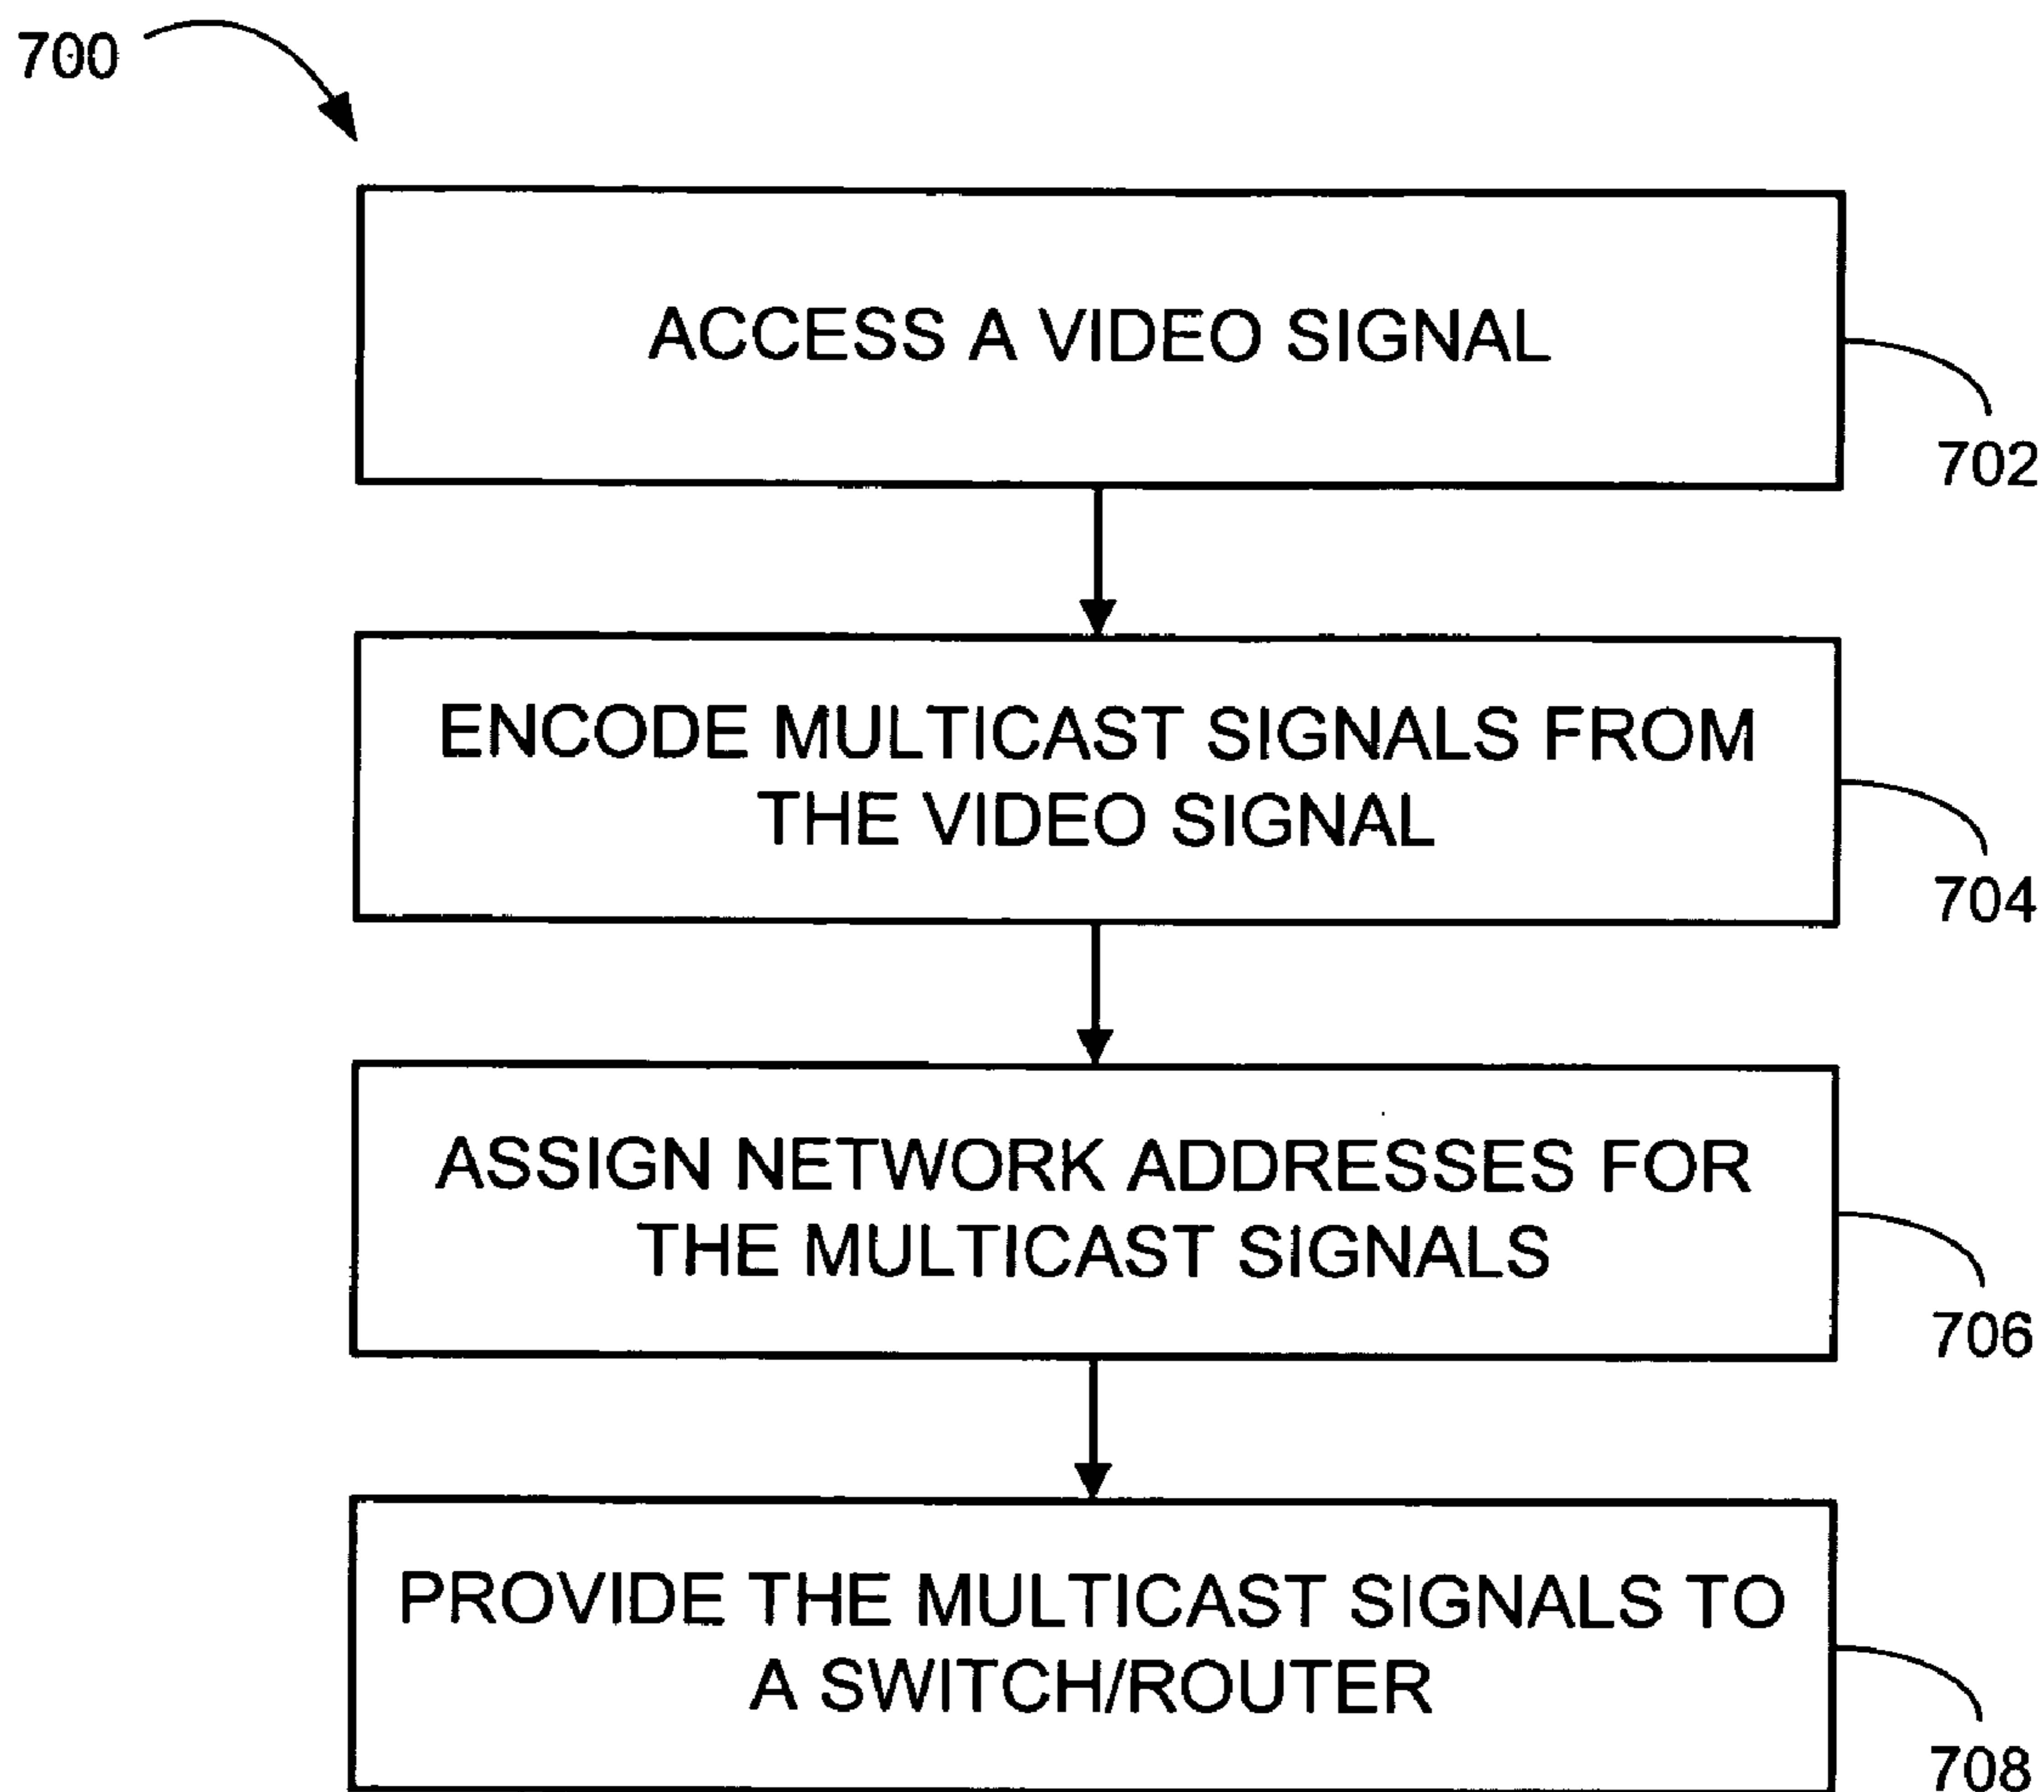 700
ACCESS A VIDEO SIGNAL
702
ENCODE MULTICAST SIGNALS FROM
THE VIDEO SIGNAL
704
ASSIGN NETWORK ADDRESSES FOR
THE MULTICAST SIGNALS
706
PROVIDE THE MULTICAST SIGNALS TO
A SWITCH/ROUTER
708